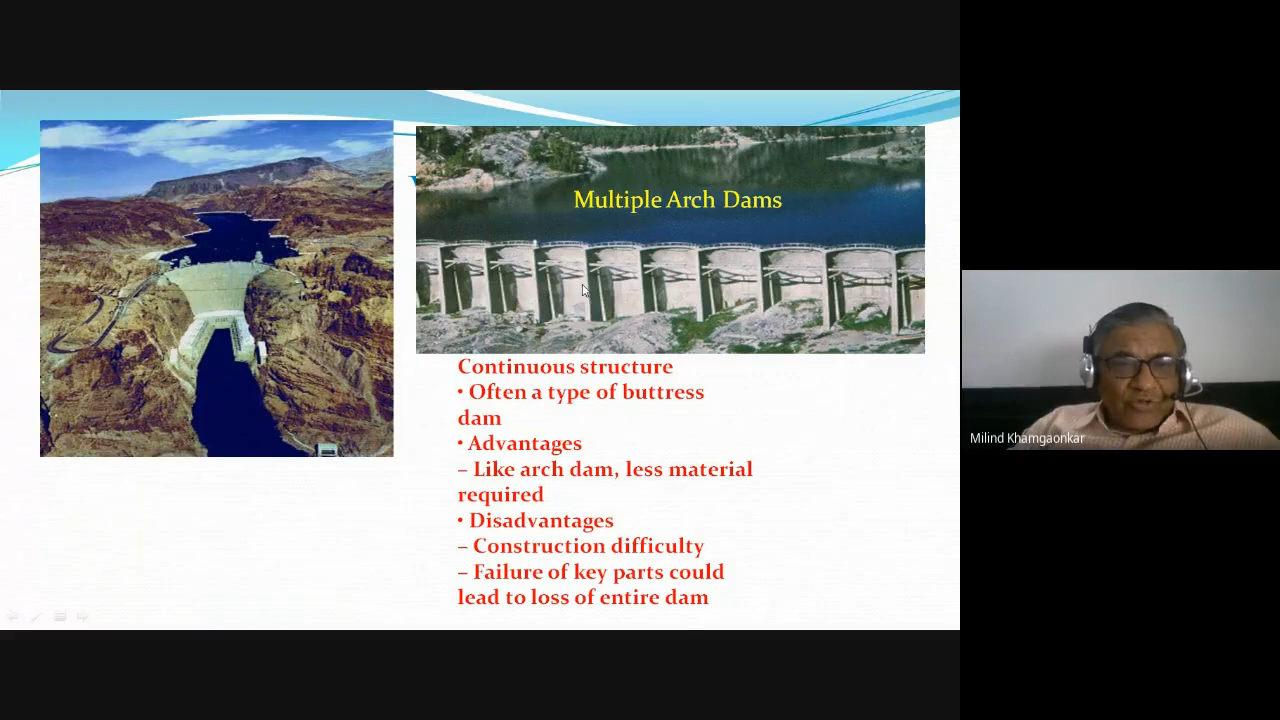 Multiple Arch Dams
Continuous structure
• Often a type of buttress
dam
• Advantages
– Like arch dam, less material
required
• Disadvantages
– Construction difficulty
– Failure of key parts could
lead to loss of entire dam
Milind Khamgaonkar